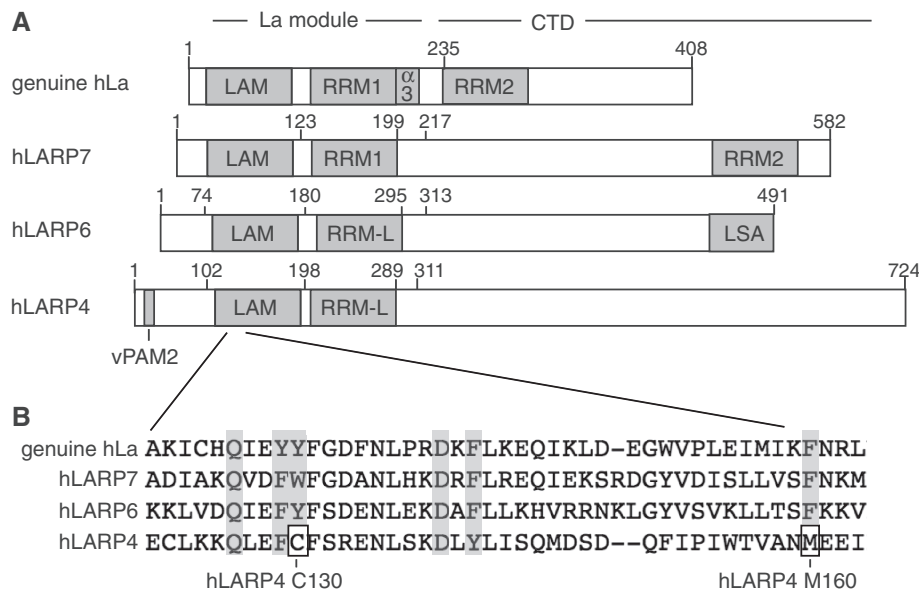 A La module CTD
1 235 408
genuine hLa LAM RRM1 α3 RRM2
1 123 199 217 582
hLARP7 LAM RRM1 RRM2
1 74 180 295 313 491
hLARP6 LAM RRM-L LSA
1 102 198 289 311 724
hLARP4 LAM RRM-L
vPAM2
B
genuine hLa AKICHQIEYYFGDFNLPRDKFLKEQIKLD-EGWVPLEIMIKFNRL
hLARP7 ADIAKQVDFWFGDANLHKDRFLREQIEKSRDGYVDISLLVSFNKM
hLARP6 KKLVDQIEFYFSDENLEKDAFLLKHVRRNKLGYVSVKLLTSFKKV
hLARP4 ECLKKQLEFCFSRENLSKDLYLISQMDSD--QFIPIWTVANMEEI
hLARP4 C130 hLARP4 M160